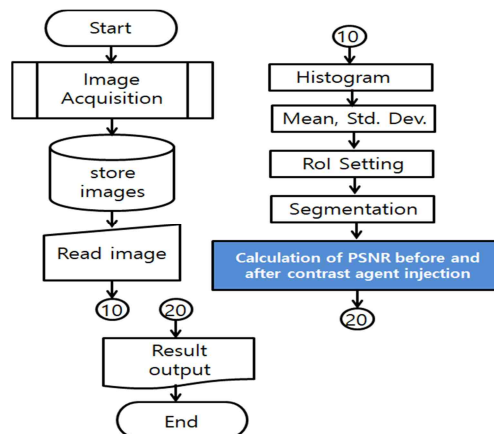 Start
Image
Acquisition
store
images
Read image
10
10
Histogram
Mean, Std. Dev.
RoI Setting
Segmentation
Calculation of PSNR before and
after contrast agent injection
20
20
Result
output
End